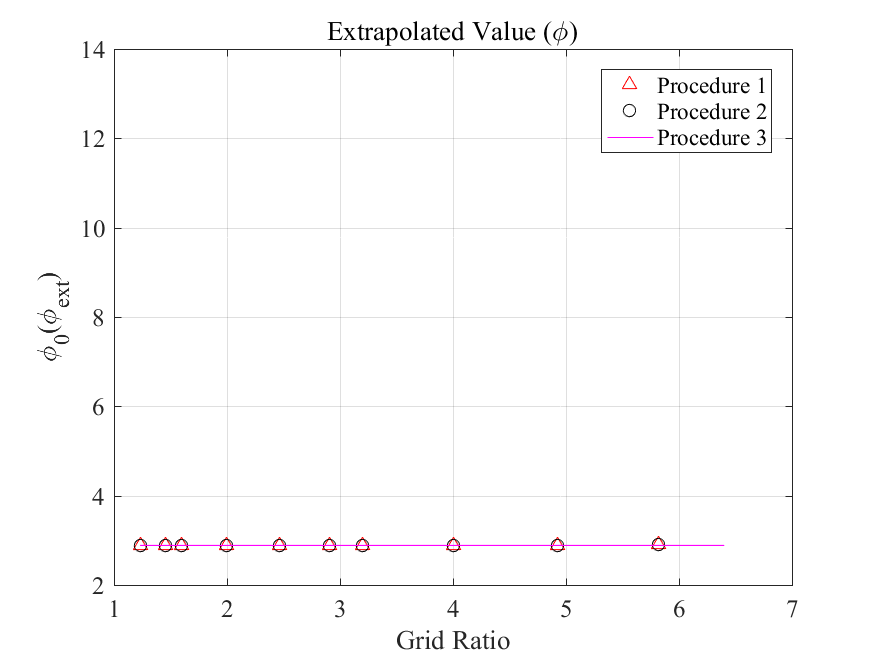 Extrapolated Value (ϕ)
14
12
10
8
6
4
2
ϕ0(ϕext)
Procedure 1
Procedure 2
Procedure 3
1 2 3 4 5 6 7
Grid Ratio